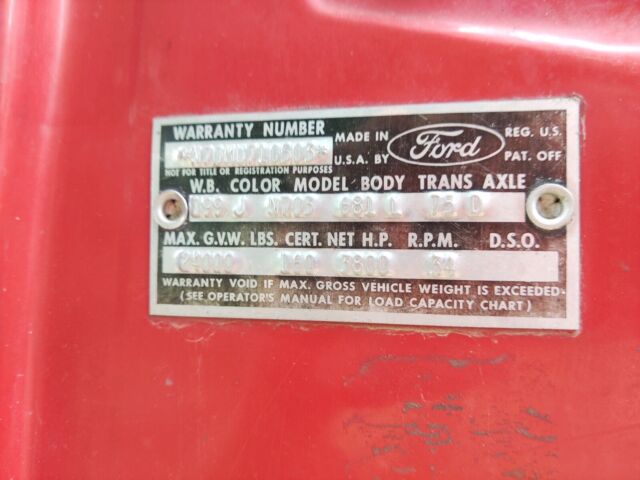 WARRANTY NUMBER
MADE IN
U.S.A. BY
Ford
REG. U.S.
PAT. OFF
NOT FOR TITLE OR REGISTRATION PURPOSES
W.B. COLOR MODEL BODY TRANS AXLE
J
MAX. G.V.W. LBS. CERT. NET H.P. R.P.M. D.S.O.
3800
WARRANTY VOID IF MAX. GROSS VEHICLE WEIGHT IS EXCEEDED
(SEE OPERATOR'S MANUAL FOR LOAD CAPACITY CHART)